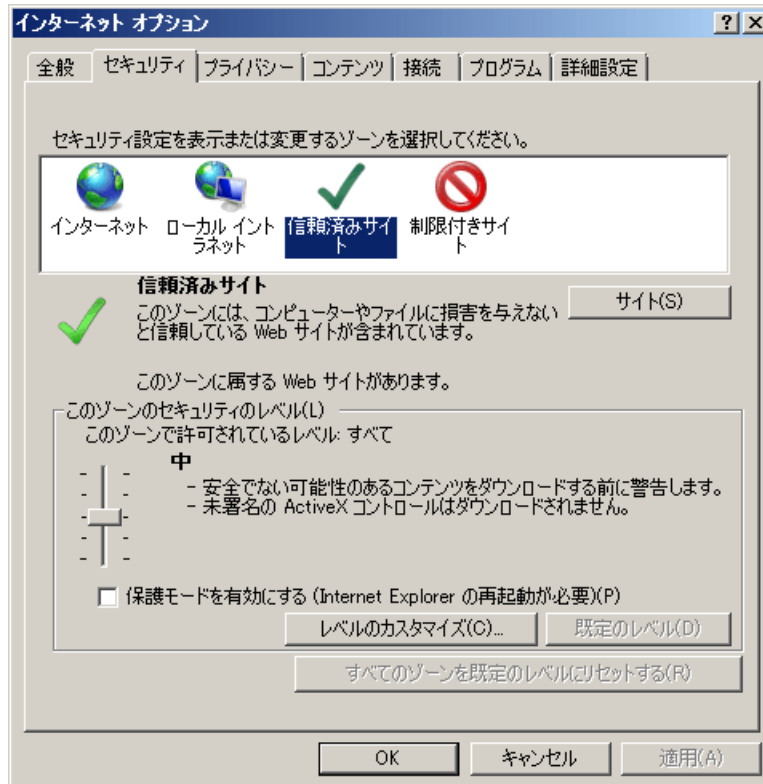 インターネット オプション
全般 セキュリティ プライバシー コンテンツ 接続 プログラム 詳細設定
セキュリティ設定を表示または変更するゾーンを選択してください。
インターネット
ローカル イント
ラネット
信頼済みサイ
ト
制限付きサイ
ト
信頼済みサイト
このゾーンには、コンピューターやファイルに損害を与えない
と信頼している Web サイトが含まれています。
サイト(S)
このゾーンに属する Web サイトがあります。
このゾーンのセキュリティのレベル(L)
このゾーンで許可されているレベル: すべて
中
- 安全でない可能性のあるコンテンツをダウンロードする前に警告します。
- 未署名の ActiveX コントロールはダウンロードされません。
保護モードを有効にする (Internet Explorer の再起動が必要)(P)
レベルのカスタマイズ(C)... 既定のレベル(D)
すべてのゾーンを既定のレベルにリセットする(R)
OK キャンセル 適用(A)